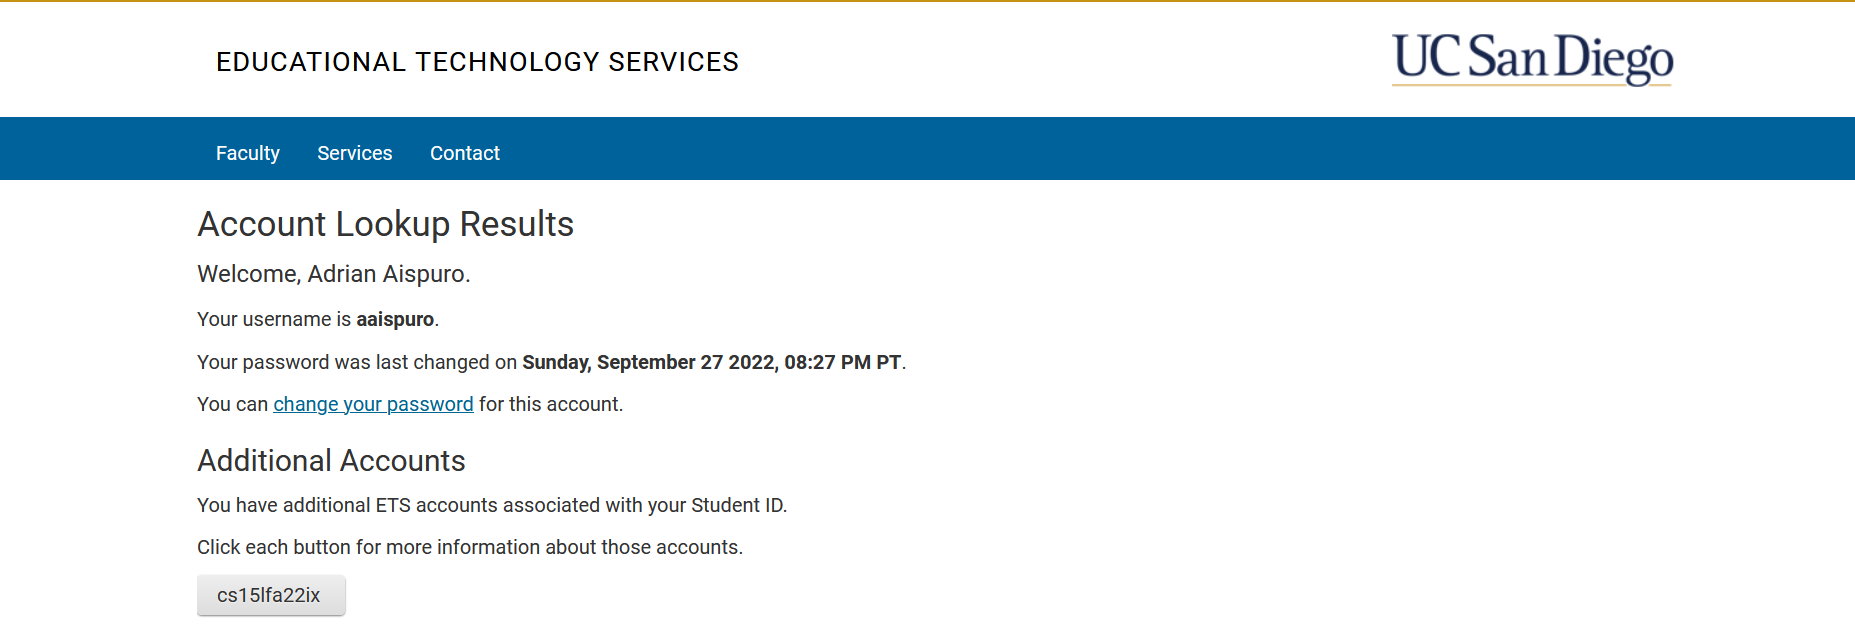 EDUCATIONAL TECHNOLOGY SERVICES
UC San Diego
Faculty Services Contact
Account Lookup Results
Welcome, Adrian Aispuro.
Your username is aaispuro.
Your password was last changed on Sunday, September 27 2022, 08:27 PM PT.
You can change your password for this account.
Additional Accounts
You have additional ETS accounts associated with your Student ID.
Click each button for more information about those accounts.
cs15lfa22ix